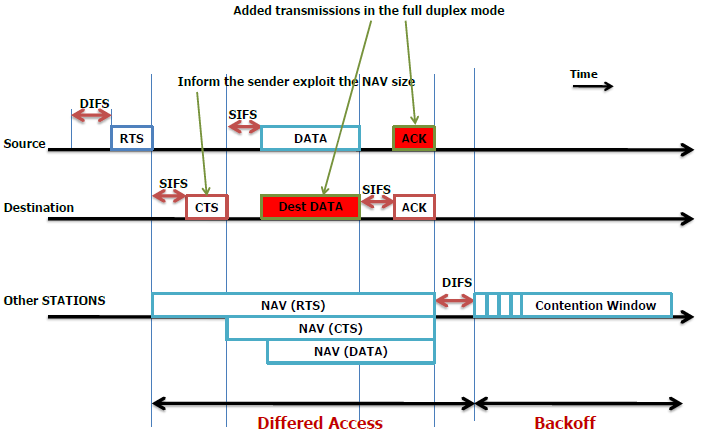 Added transmissions in the full duplex mode
Inform the sender exploit the NAV size
Time
DIFS
SIFS
Source
RTS
DATA
ACK
SIFS
SIFS
Destination
CTS
Dest DATA
ACK
DIFS
Other STATIONS
NAV (RTS)
Contention Window
NAV (CTS)
NAV (DATA)
Differed Access
Backoff